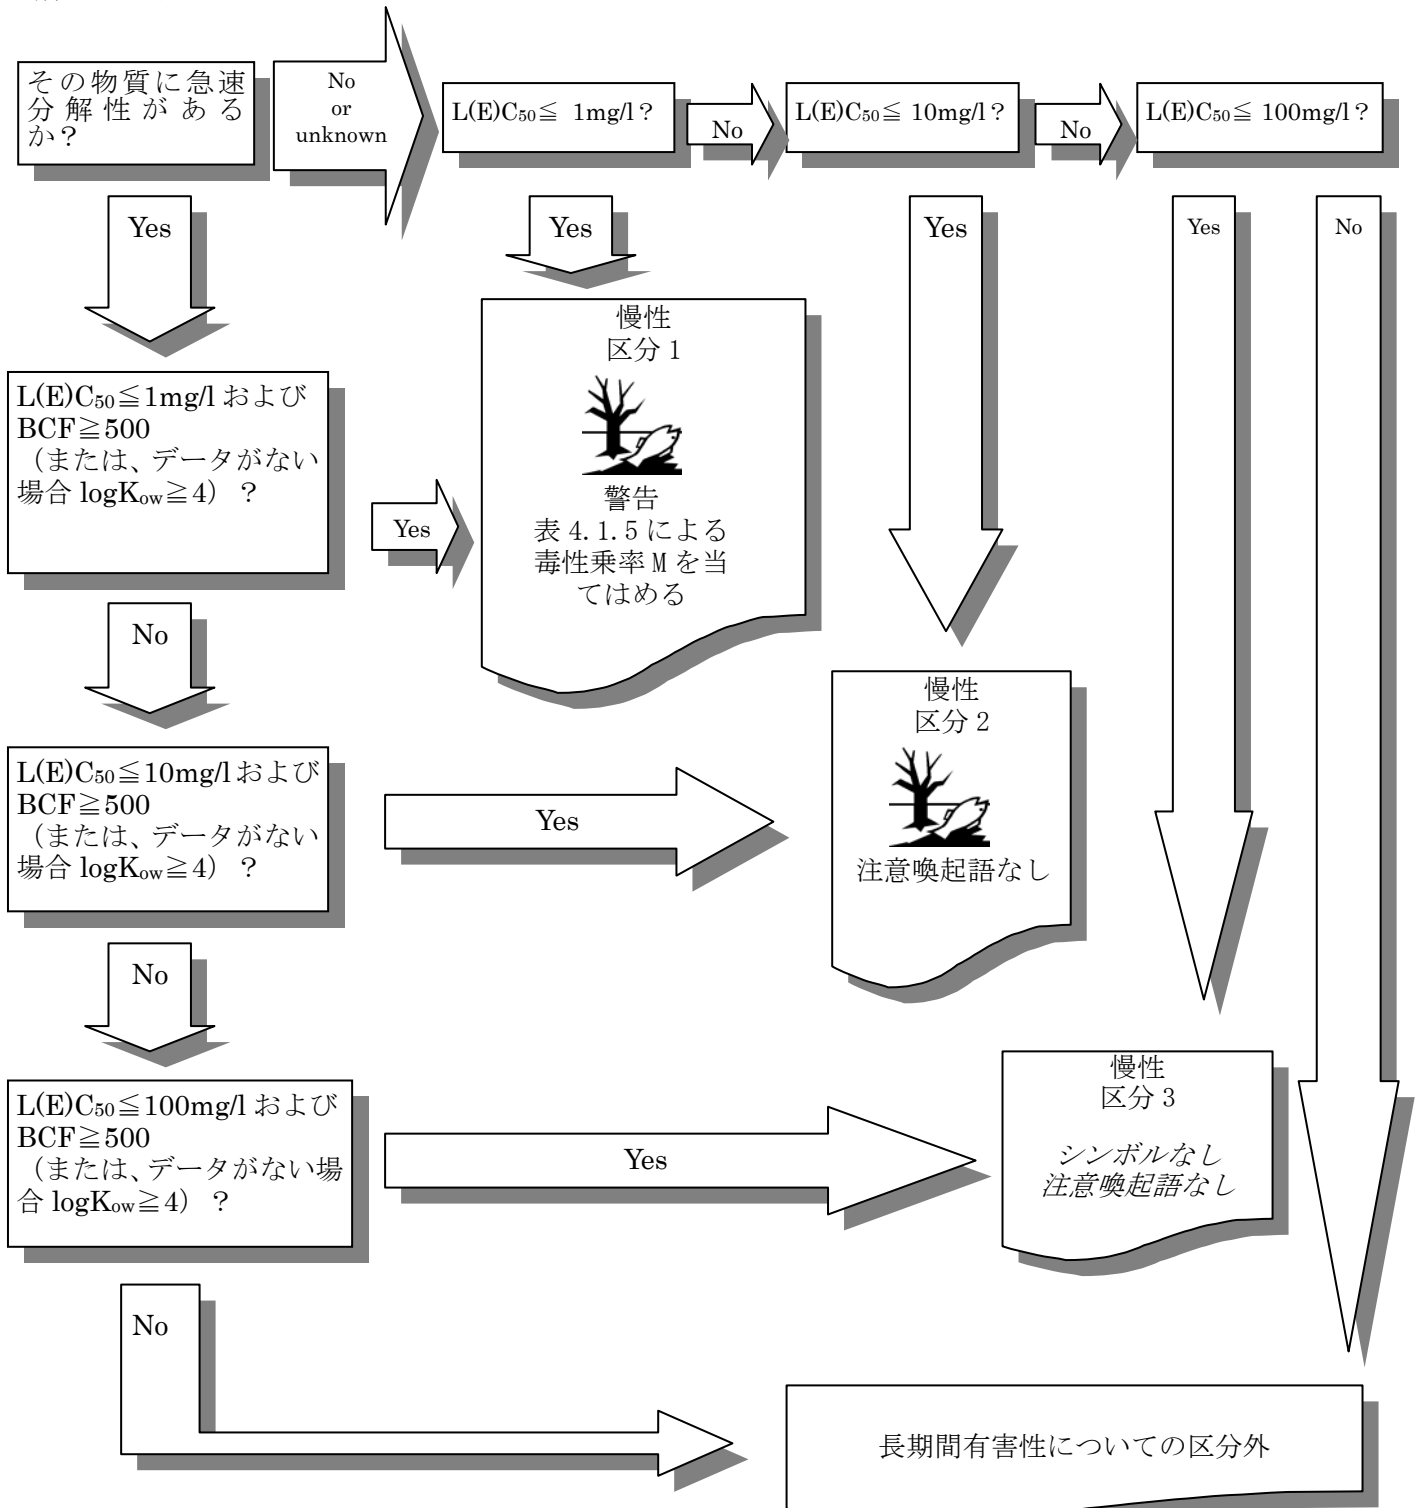 その物質に急速
分解性がある
か？
No
or
unknown
L(E)C₅₀≦ 1mg/l？
No
L(E)C₅₀≦ 10mg/l？
No
L(E)C₅₀≦ 100mg/l？
Yes
Yes
Yes
Yes
No
慢性
区分 1
警告
表 4.1.5 による
毒性乗率 M を当
てはめる
L(E)C₅₀≦1mg/l および
BCF≧500
（または、データがない
場合 logKow≧4）？
Yes
No
慢性
区分 2
注意喚起語なし
L(E)C₅₀≦10mg/l および
BCF≧500
（または、データがない
場合 logKow≧4）？
Yes
No
慢性
区分 3
シンボルなし
注意喚起語なし
L(E)C₅₀≦100mg/l および
BCF≧500
（または、データがない場
合 logKow≧4）？
Yes
No
長期間有害性についての区分外